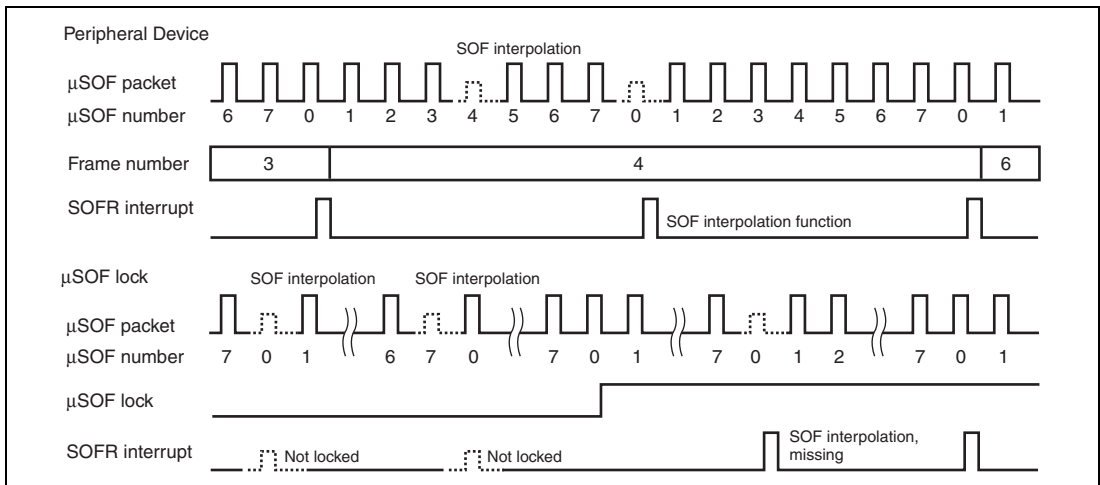 Peripheral Device
SOF interpolation
μSOF packet
μSOF number 6 7 0 1 2 3 4 5 6 7 0 1 2 3 4 5 6 7 0 1
Frame number 3 4 6
SOFR interrupt
SOF interpolation function
μSOF lock
SOF interpolation SOF interpolation
μSOF packet
μSOF number 7 0 1 6 7 0 7 0 1 7 0 1 2 7 0 1
μSOF lock
SOFR interrupt Not locked Not locked
SOF interpolation,
missing